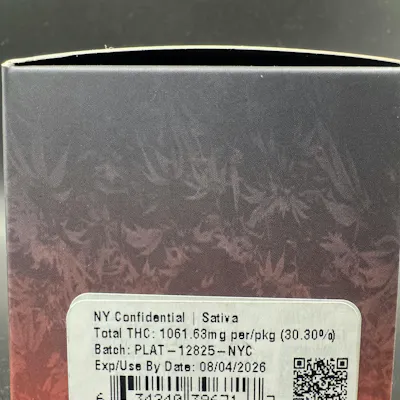 NY Confidential | Sativa
Total THC: 1061.63mg per/pkg (30.30%)
Batch: PLAT-12825-NYC
Exp/Use By Date: 08/04/2026